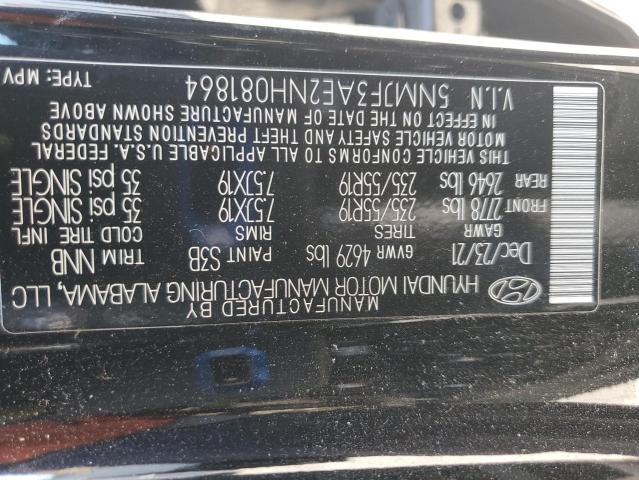 MANUFACTURED BY
HYUNDAI MOTOR MANUFACTURING ALABAMA, LLC
Dec/23/21 GVWR 4629 lbs PAINT S3B TRIM NNB
GAWR TIRES RIMS COLD TIRE INFL
FRONT 2778 lbs 235/55R19 7.5JX19 35 psi SINGLE
REAR 2646 lbs 235/55R19 7.5JX19 35 psi SINGLE
THIS VEHICLE CONFORMS TO ALL APPLICABLE U.S.A. FEDERAL
MOTOR VEHICLE SAFETY AND THEFT PREVENTION STANDARDS
IN EFFECT ON THE DATE OF MANUFACTURE SHOWN ABOVE
V.I.N 5NMJF3AE2NH081864 TYPE: MPV